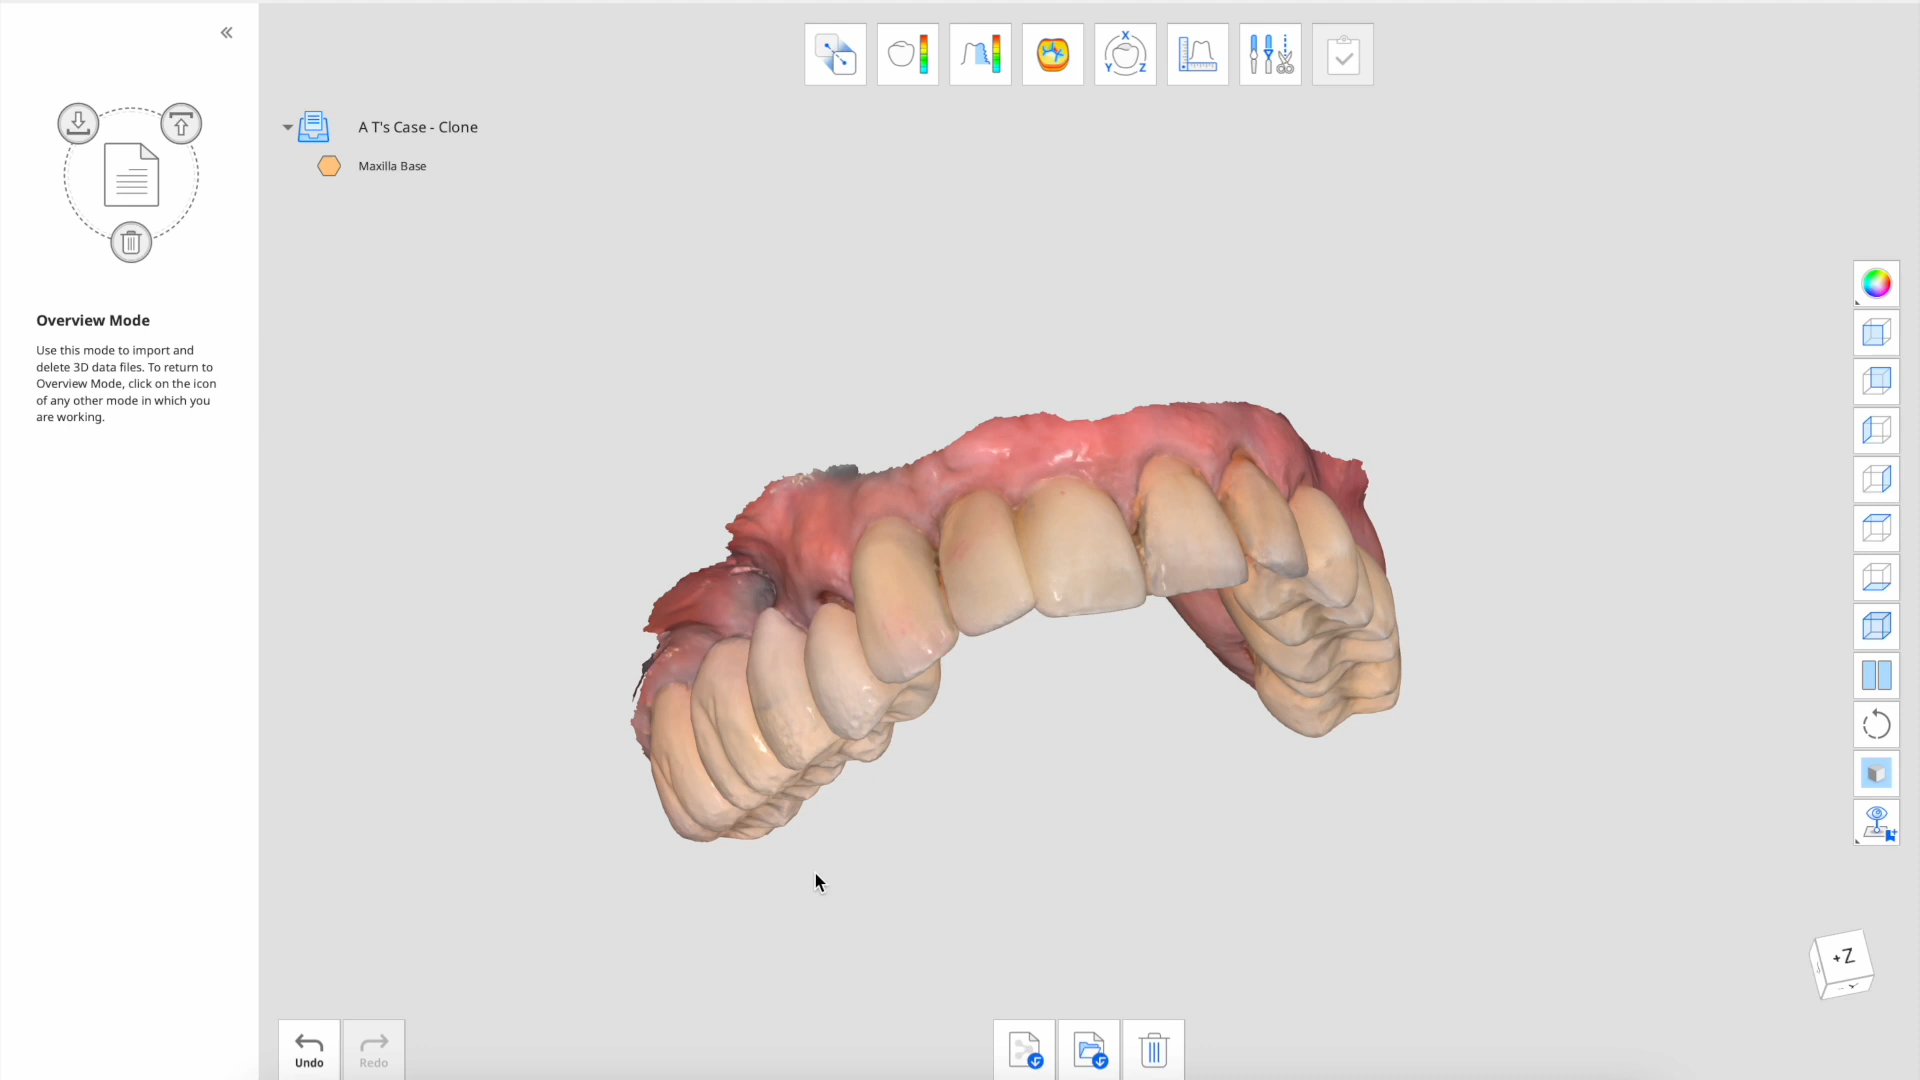 X
Y
Z
A T's Case - Clone
Maxilla Base
Overview Mode
Use this mode to import and
delete 3D data files. To return to
Overview Mode, click on the icon
of any other mode in which you
are working.
+Z
Undo
Redo